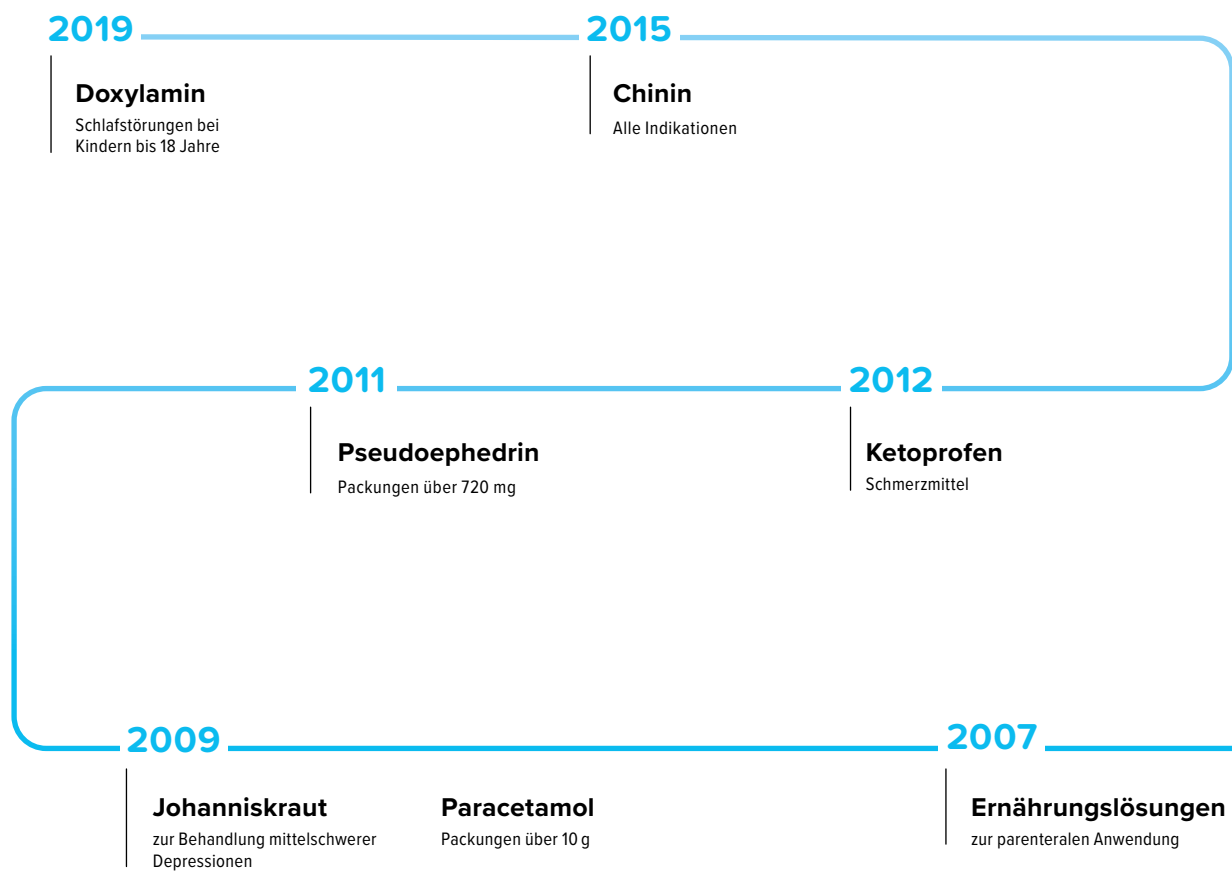 2019
Doxylamin
Schlafstörungen bei
Kindern bis 18 Jahre
2015
Chinin
Alle Indikationen
2011
Pseudoephedrin
Packungen über 720 mg
2012
Ketoprofen
Schmerzmittel
2009
Johanniskraut
zur Behandlung mittelschwerer
Depressionen
Paracetamol
Packungen über 10 g
2007
Ernährungslösungen
zur parenteralen Anwendung